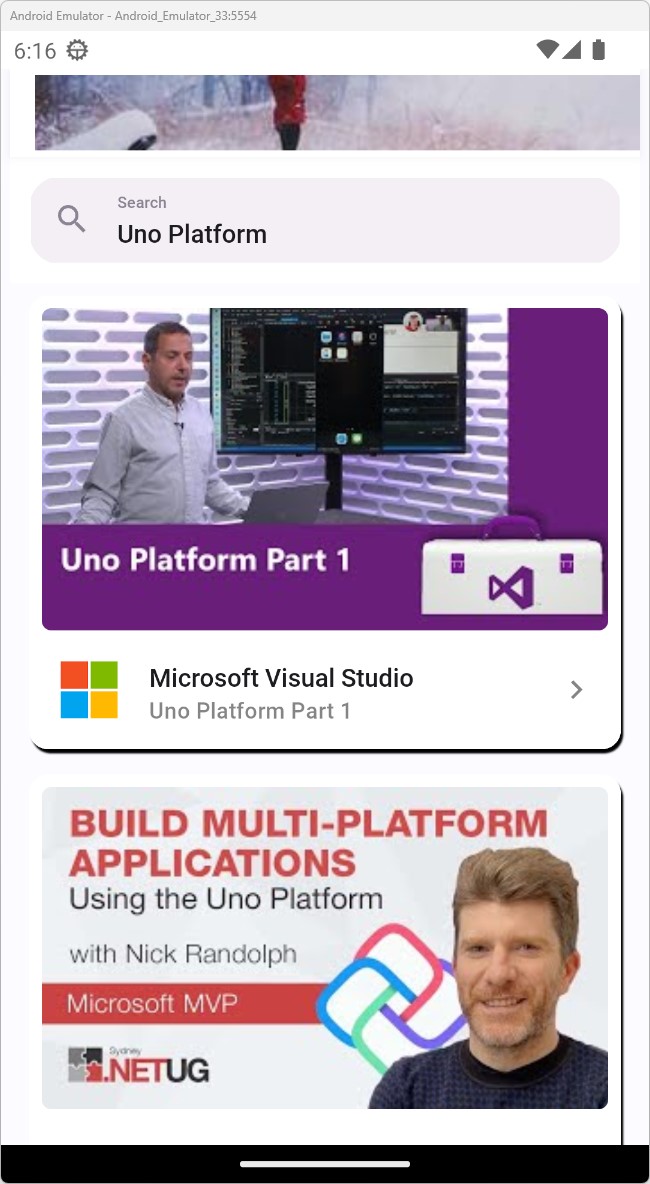 Android Emulator - Android_Emulator_33:5554
6:16
Search
Uno Platform
Uno Platform Part 1
Microsoft Visual Studio
Uno Platform Part 1
BUILD MULTI-PLATFORM
APPLICATIONS
Using the Uno Platform
with Nick Randolph
Microsoft MVP
Sydney
.NETUG